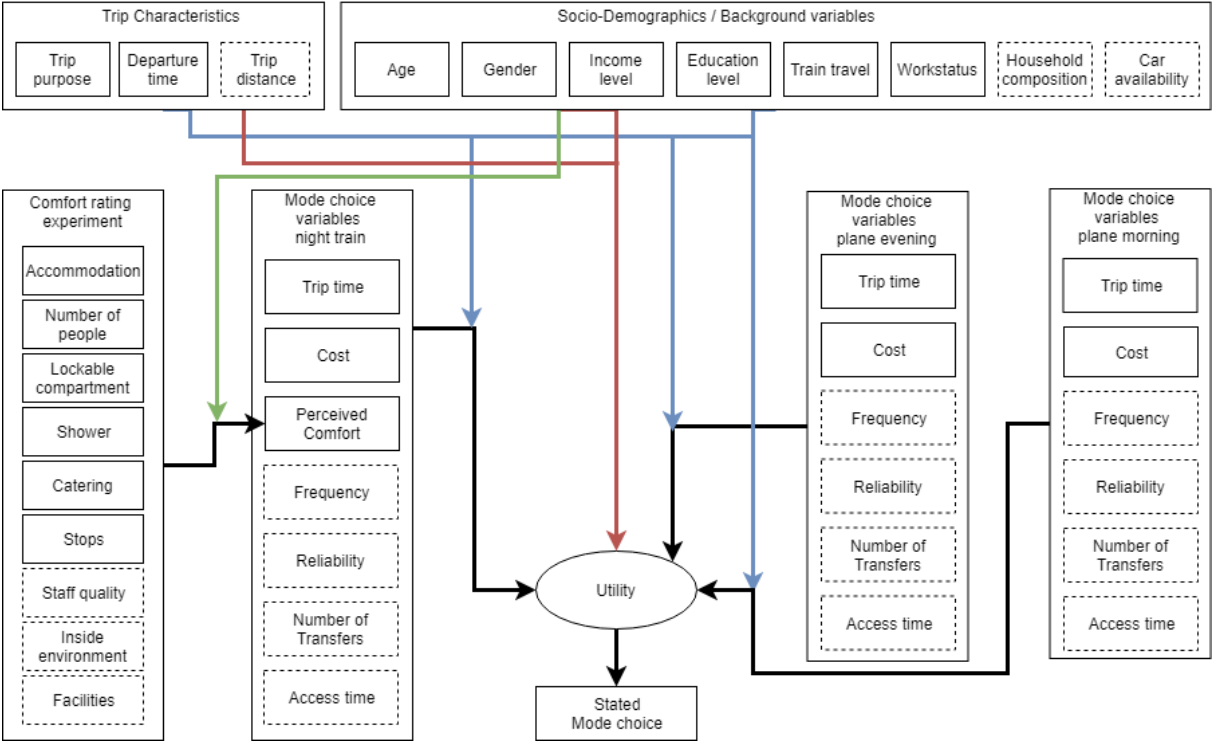 Trip Characteristics
Trip
purpose
Departure
time
Trip
distance
Socio-Demographics / Background variables
Age
Gender
Income
level
Education
level
Train travel
Workstatus
Household
composition
Car
availability
Comfort rating
experiment
Accommodation
Number of
people
Lockable
compartment
Shower
Catering
Stops
Staff quality
Inside
environment
Facilities
Mode choice
variables
night train
Trip time
Cost
Perceived
Comfort
Frequency
Reliability
Number of
Transfers
Access time
Utility
Stated
Mode choice
Mode choice
variables
plane evening
Trip time
Cost
Frequency
Reliability
Number of
Transfers
Access time
Mode choice
variables
plane morning
Trip time
Cost
Frequency
Reliability
Number of
Transfers
Access time